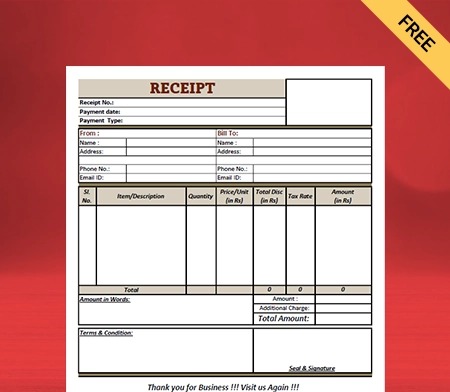 FREE
RECEIPT
Receipt No.:
Payment date:
Payment Type:
From : Bill To:
Name : Name :
Address: Address:
Phone No.: Phone No.:
Email ID: Email ID:
Sl. No. Item/Description Quantity Price/Unit (in Rs) Total Disc (in Rs) Tax Rate Amount (in Rs)
Total 0 0 0
Amount in Words: Amount :
Additional Charge:
Total Amount:
Terms & Condition:
Seal & Signature
Thank you for Business !!! Visit us Again !!!